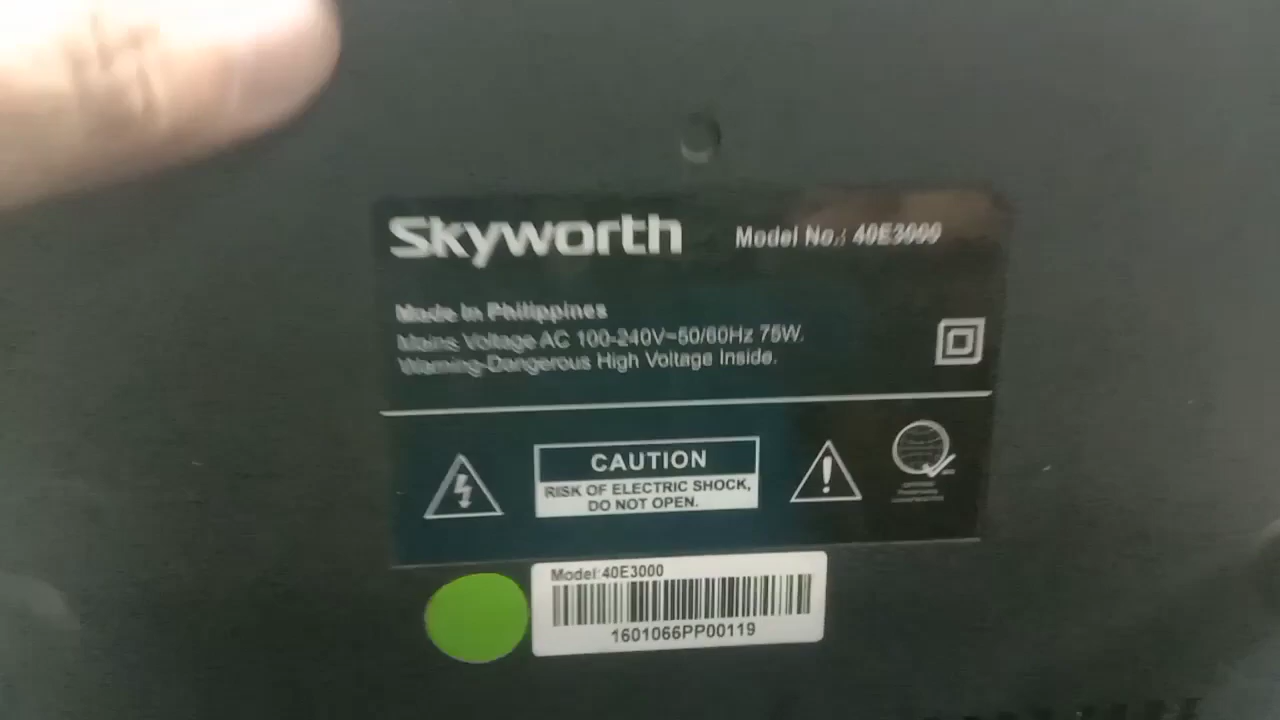 Skyworth
Model No.: 40E3000
Made In Philippines
Mains Voltage AC 100-240V~50/60Hz 75W.
Warning-Dangerous High Voltage Inside.
CAUTION
RISK OF ELECTRIC SHOCK,
DO NOT OPEN.
Model:40E3000
1601066PP00119